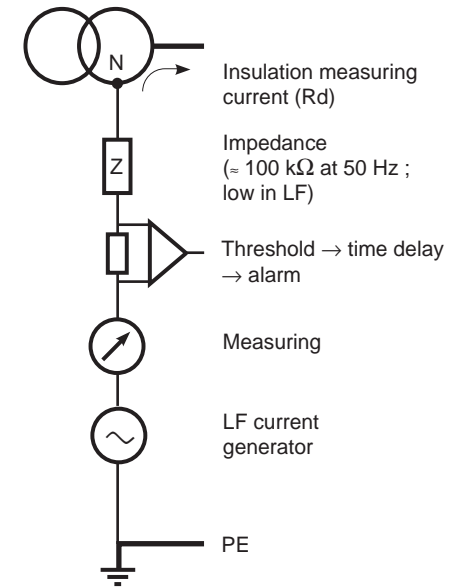 N
Insulation measuring
current (Rd)
Z
Impedance
(≈ 100 kΩ at 50 Hz ;
low in LF)
Threshold → time delay
→ alarm
Measuring
LF current
generator
PE